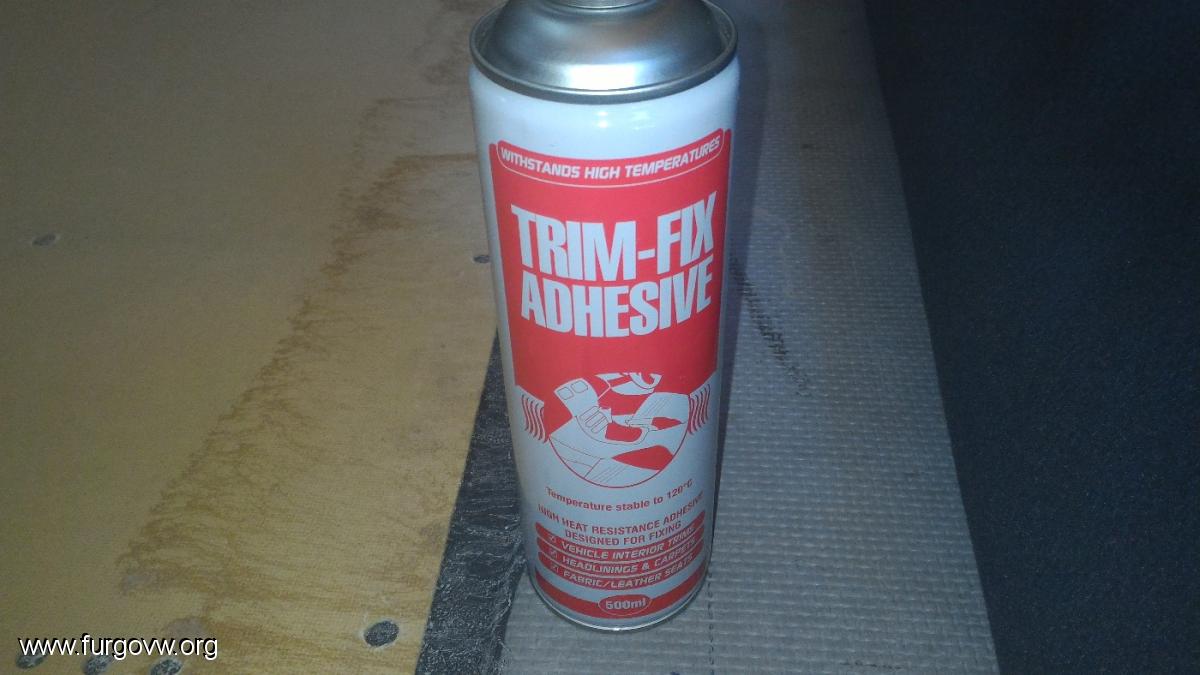 WITHSTANDS HIGH TEMPERATURES
TRIM-FIX
ADHESIVE
Temperature stable to 120°C
HIGH HEAT RESISTANCE ADHESIVE
DESIGNED FOR FIXING
VEHICLE INTERIOR TRIMS
HEADLININGS & CARPETS
FABRIC/LEATHER SEATS
500ml
www.furgovw.org